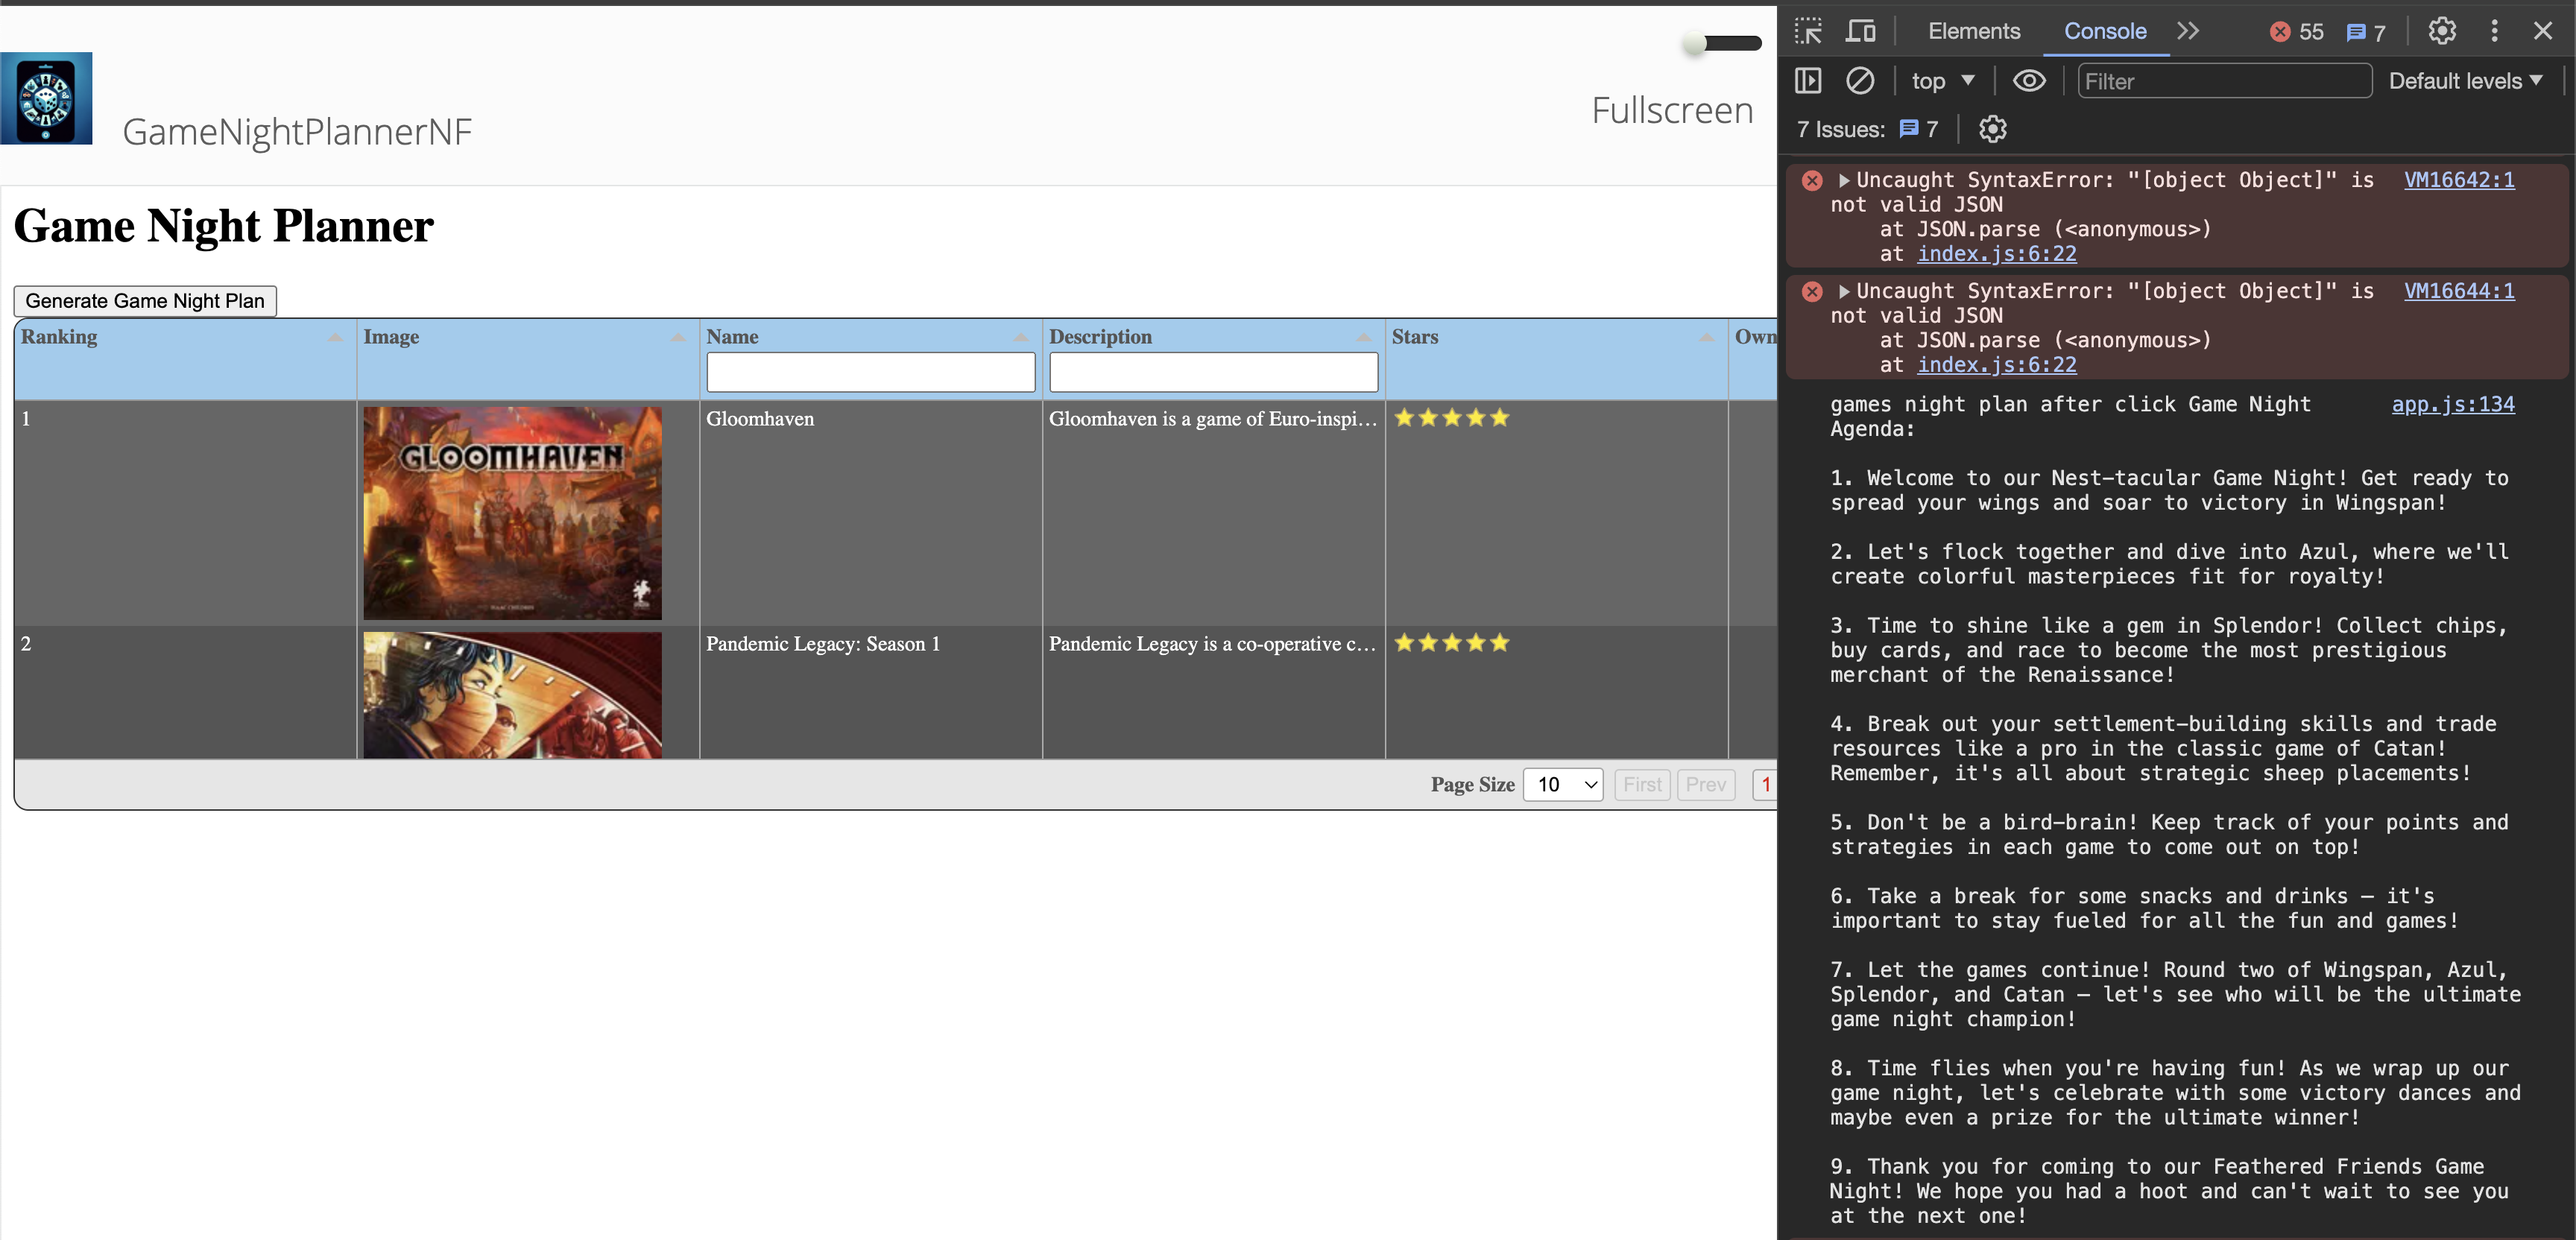 GameNightPlannerNF
Fullscreen
Game Night Planner
Generate Game Night Plan
Ranking
Image
Name
Description
Stars
Own
1
GLOOMHAVEN
Gloomhaven
Gloomhaven is a game of Euro-inspi…
2
Pandemic Legacy: Season 1
Pandemic Legacy is a co-operative c…
Page Size
10
First
Prev
1
Elements
Console
55
7
top
Filter
Default levels
7 Issues:
7
Uncaught SyntaxError: "[object Object]" is VM16642:1
not valid JSON
at JSON.parse (<anonymous>)
at index.js:6:22
Uncaught SyntaxError: "[object Object]" is VM16644:1
not valid JSON
at JSON.parse (<anonymous>)
at index.js:6:22
games night plan after click Game Night app.js:134
Agenda:
1. Welcome to our Nest-tacular Game Night! Get ready to
spread your wings and soar to victory in Wingspan!
2. Let's flock together and dive into Azul, where we'll
create colorful masterpieces fit for royalty!
3. Time to shine like a gem in Splendor! Collect chips,
buy cards, and race to become the most prestigious
merchant of the Renaissance!
4. Break out your settlement-building skills and trade
resources like a pro in the classic game of Catan!
Remember, it's all about strategic sheep placements!
5. Don't be a bird-brain! Keep track of your points and
strategies in each game to come out on top!
6. Take a break for some snacks and drinks – it's
important to stay fueled for all the fun and games!
7. Let the games continue! Round two of Wingspan, Azul,
Splendor, and Catan – let's see who will be the ultimate
game night champion!
8. Time flies when you're having fun! As we wrap up our
game night, let's celebrate with some victory dances and
maybe even a prize for the ultimate winner!
9. Thank you for coming to our Feathered Friends Game
Night! We hope you had a hoot and can't wait to see you
at the next one!